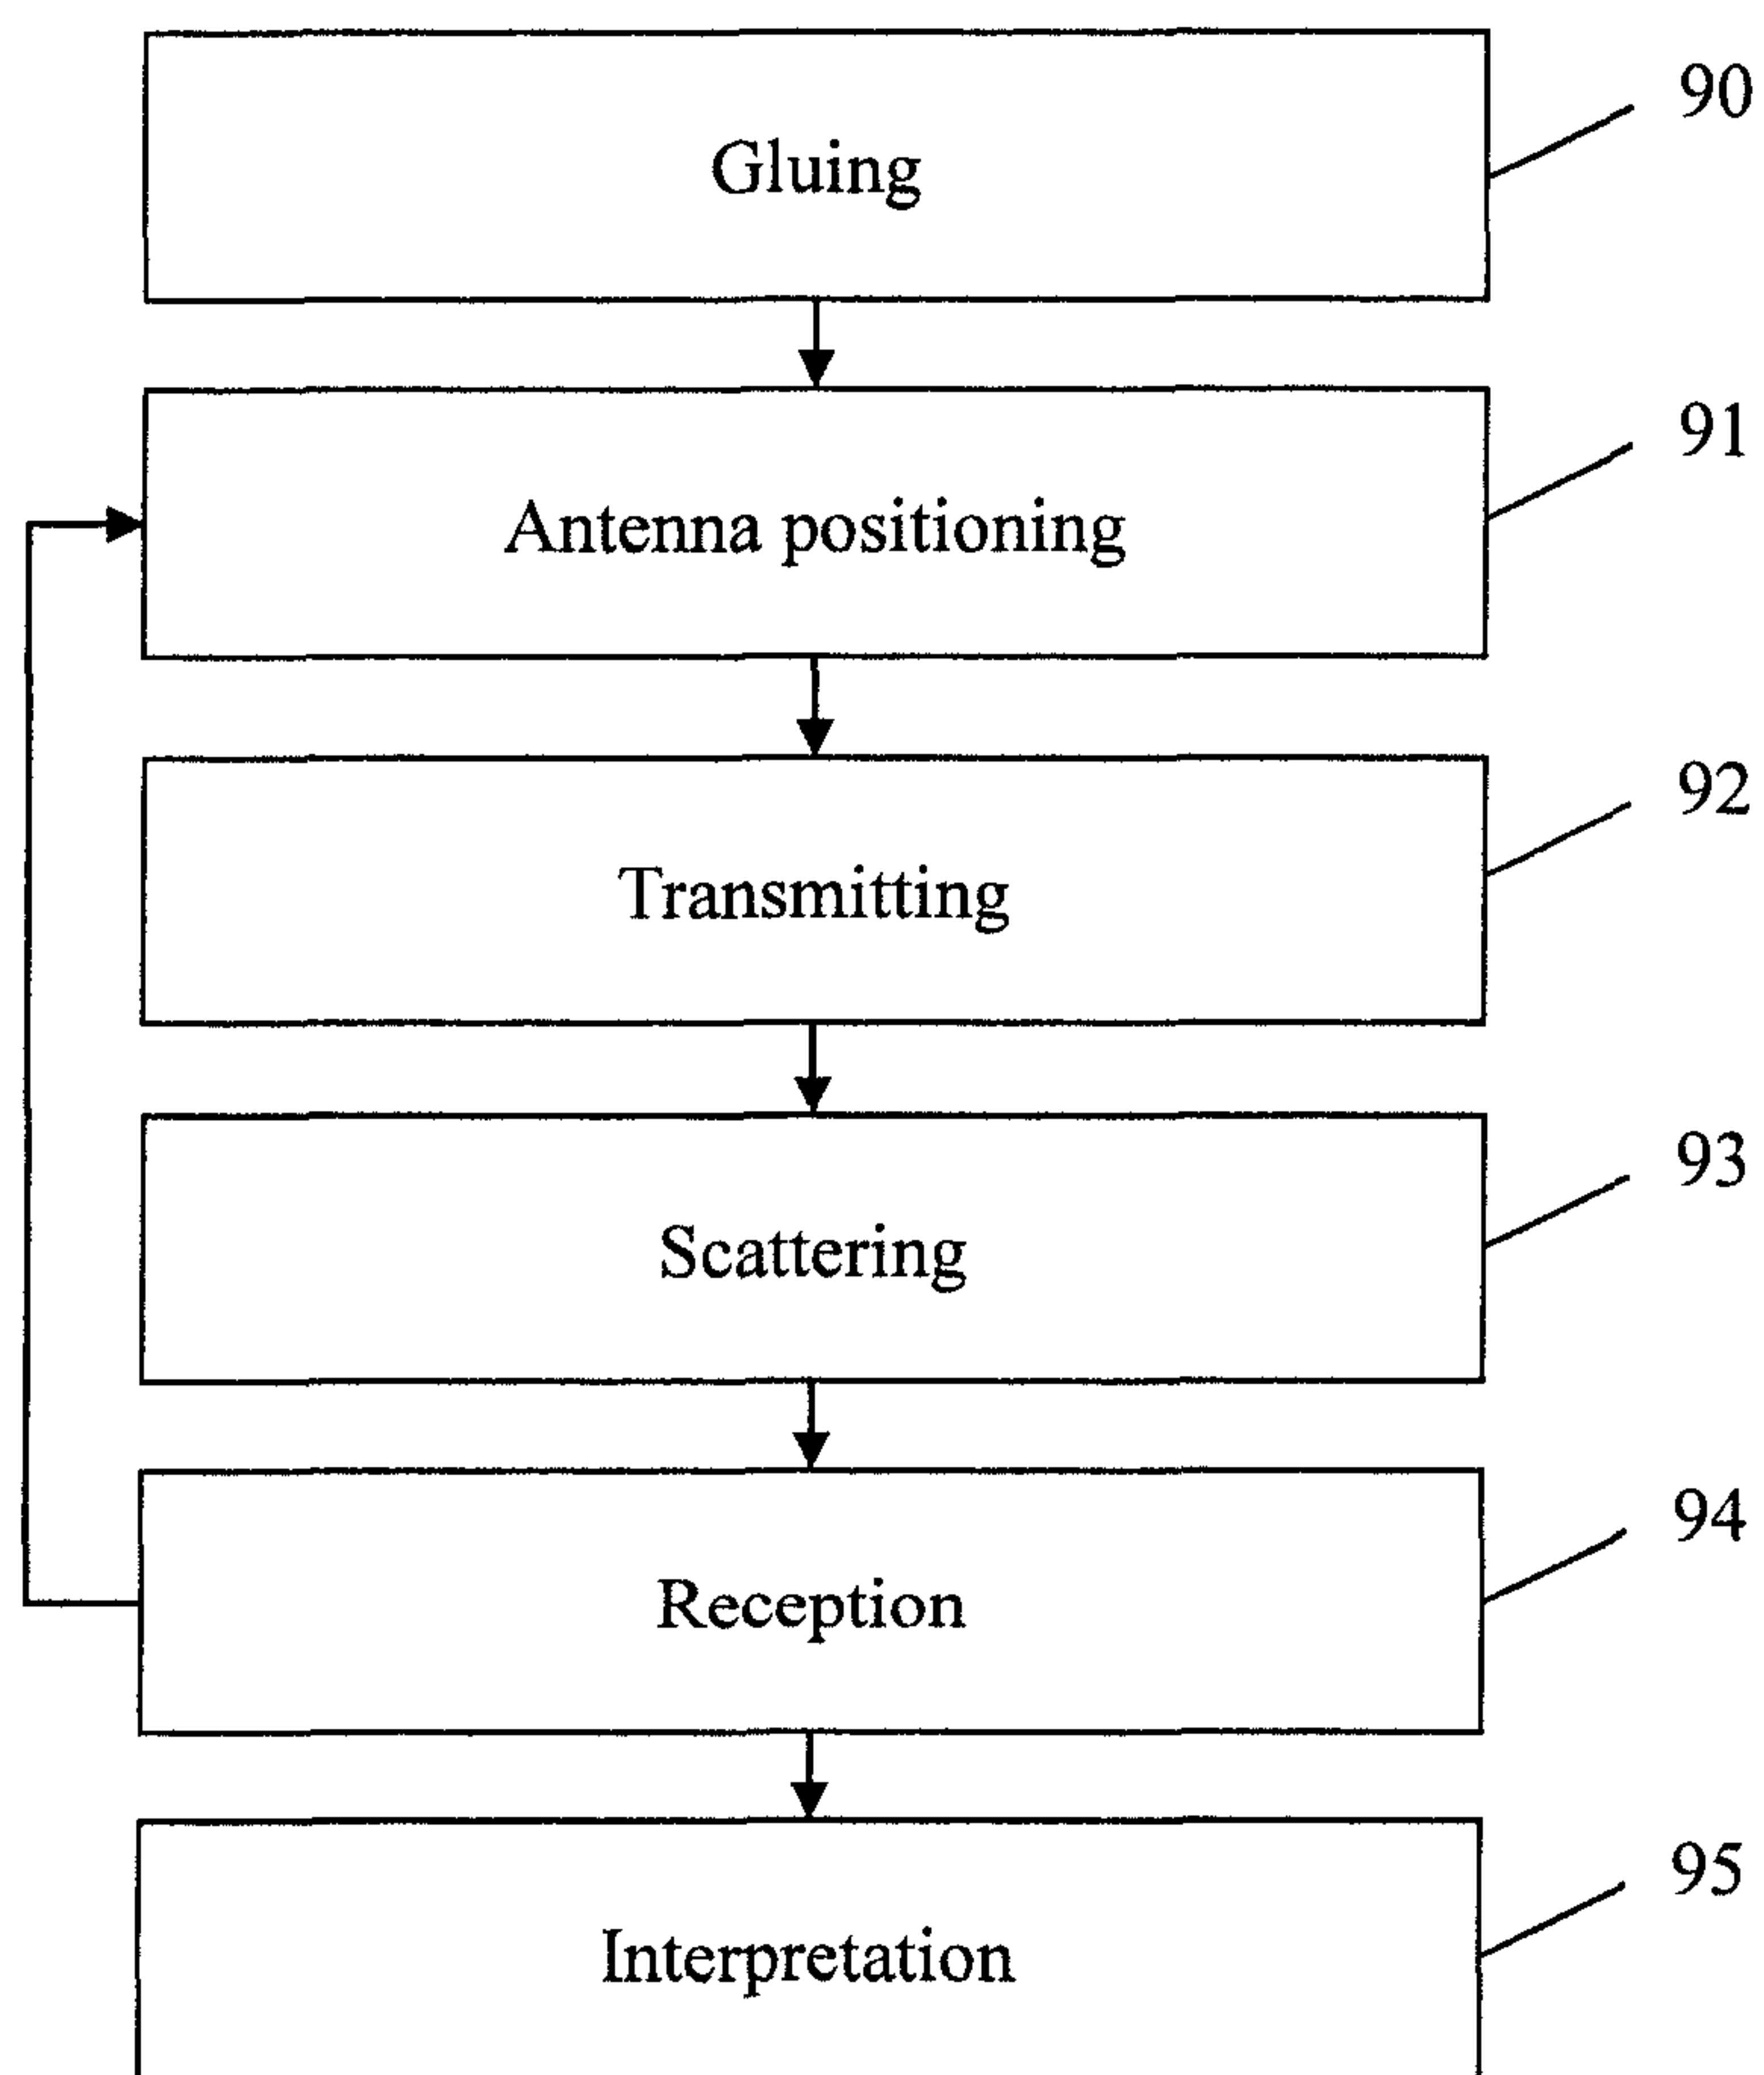 90
Gluing
91
Antenna positioning
92
Transmitting
93
Scattering
94
Reception
95
Interpretation